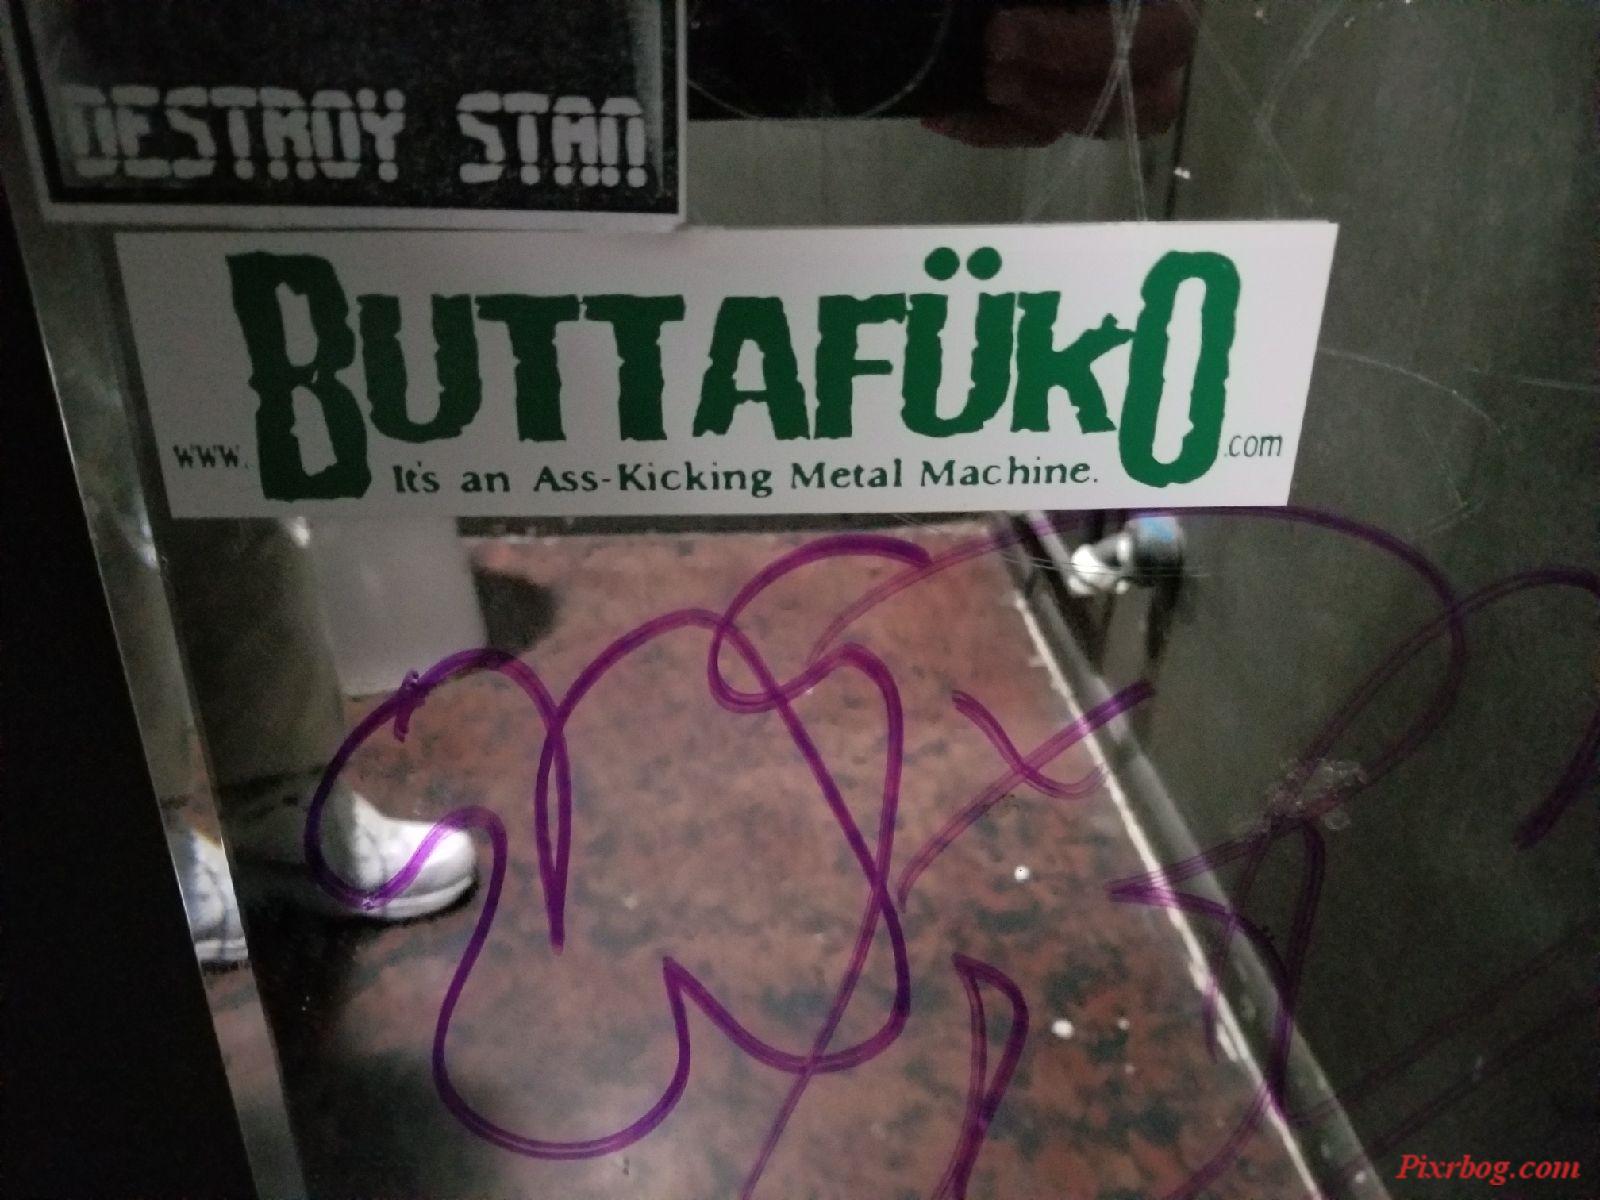 DESTROY STAN
www.BUTTAFÜKO.com
It's an Ass-Kicking Metal Machine.
Pixrbog.com